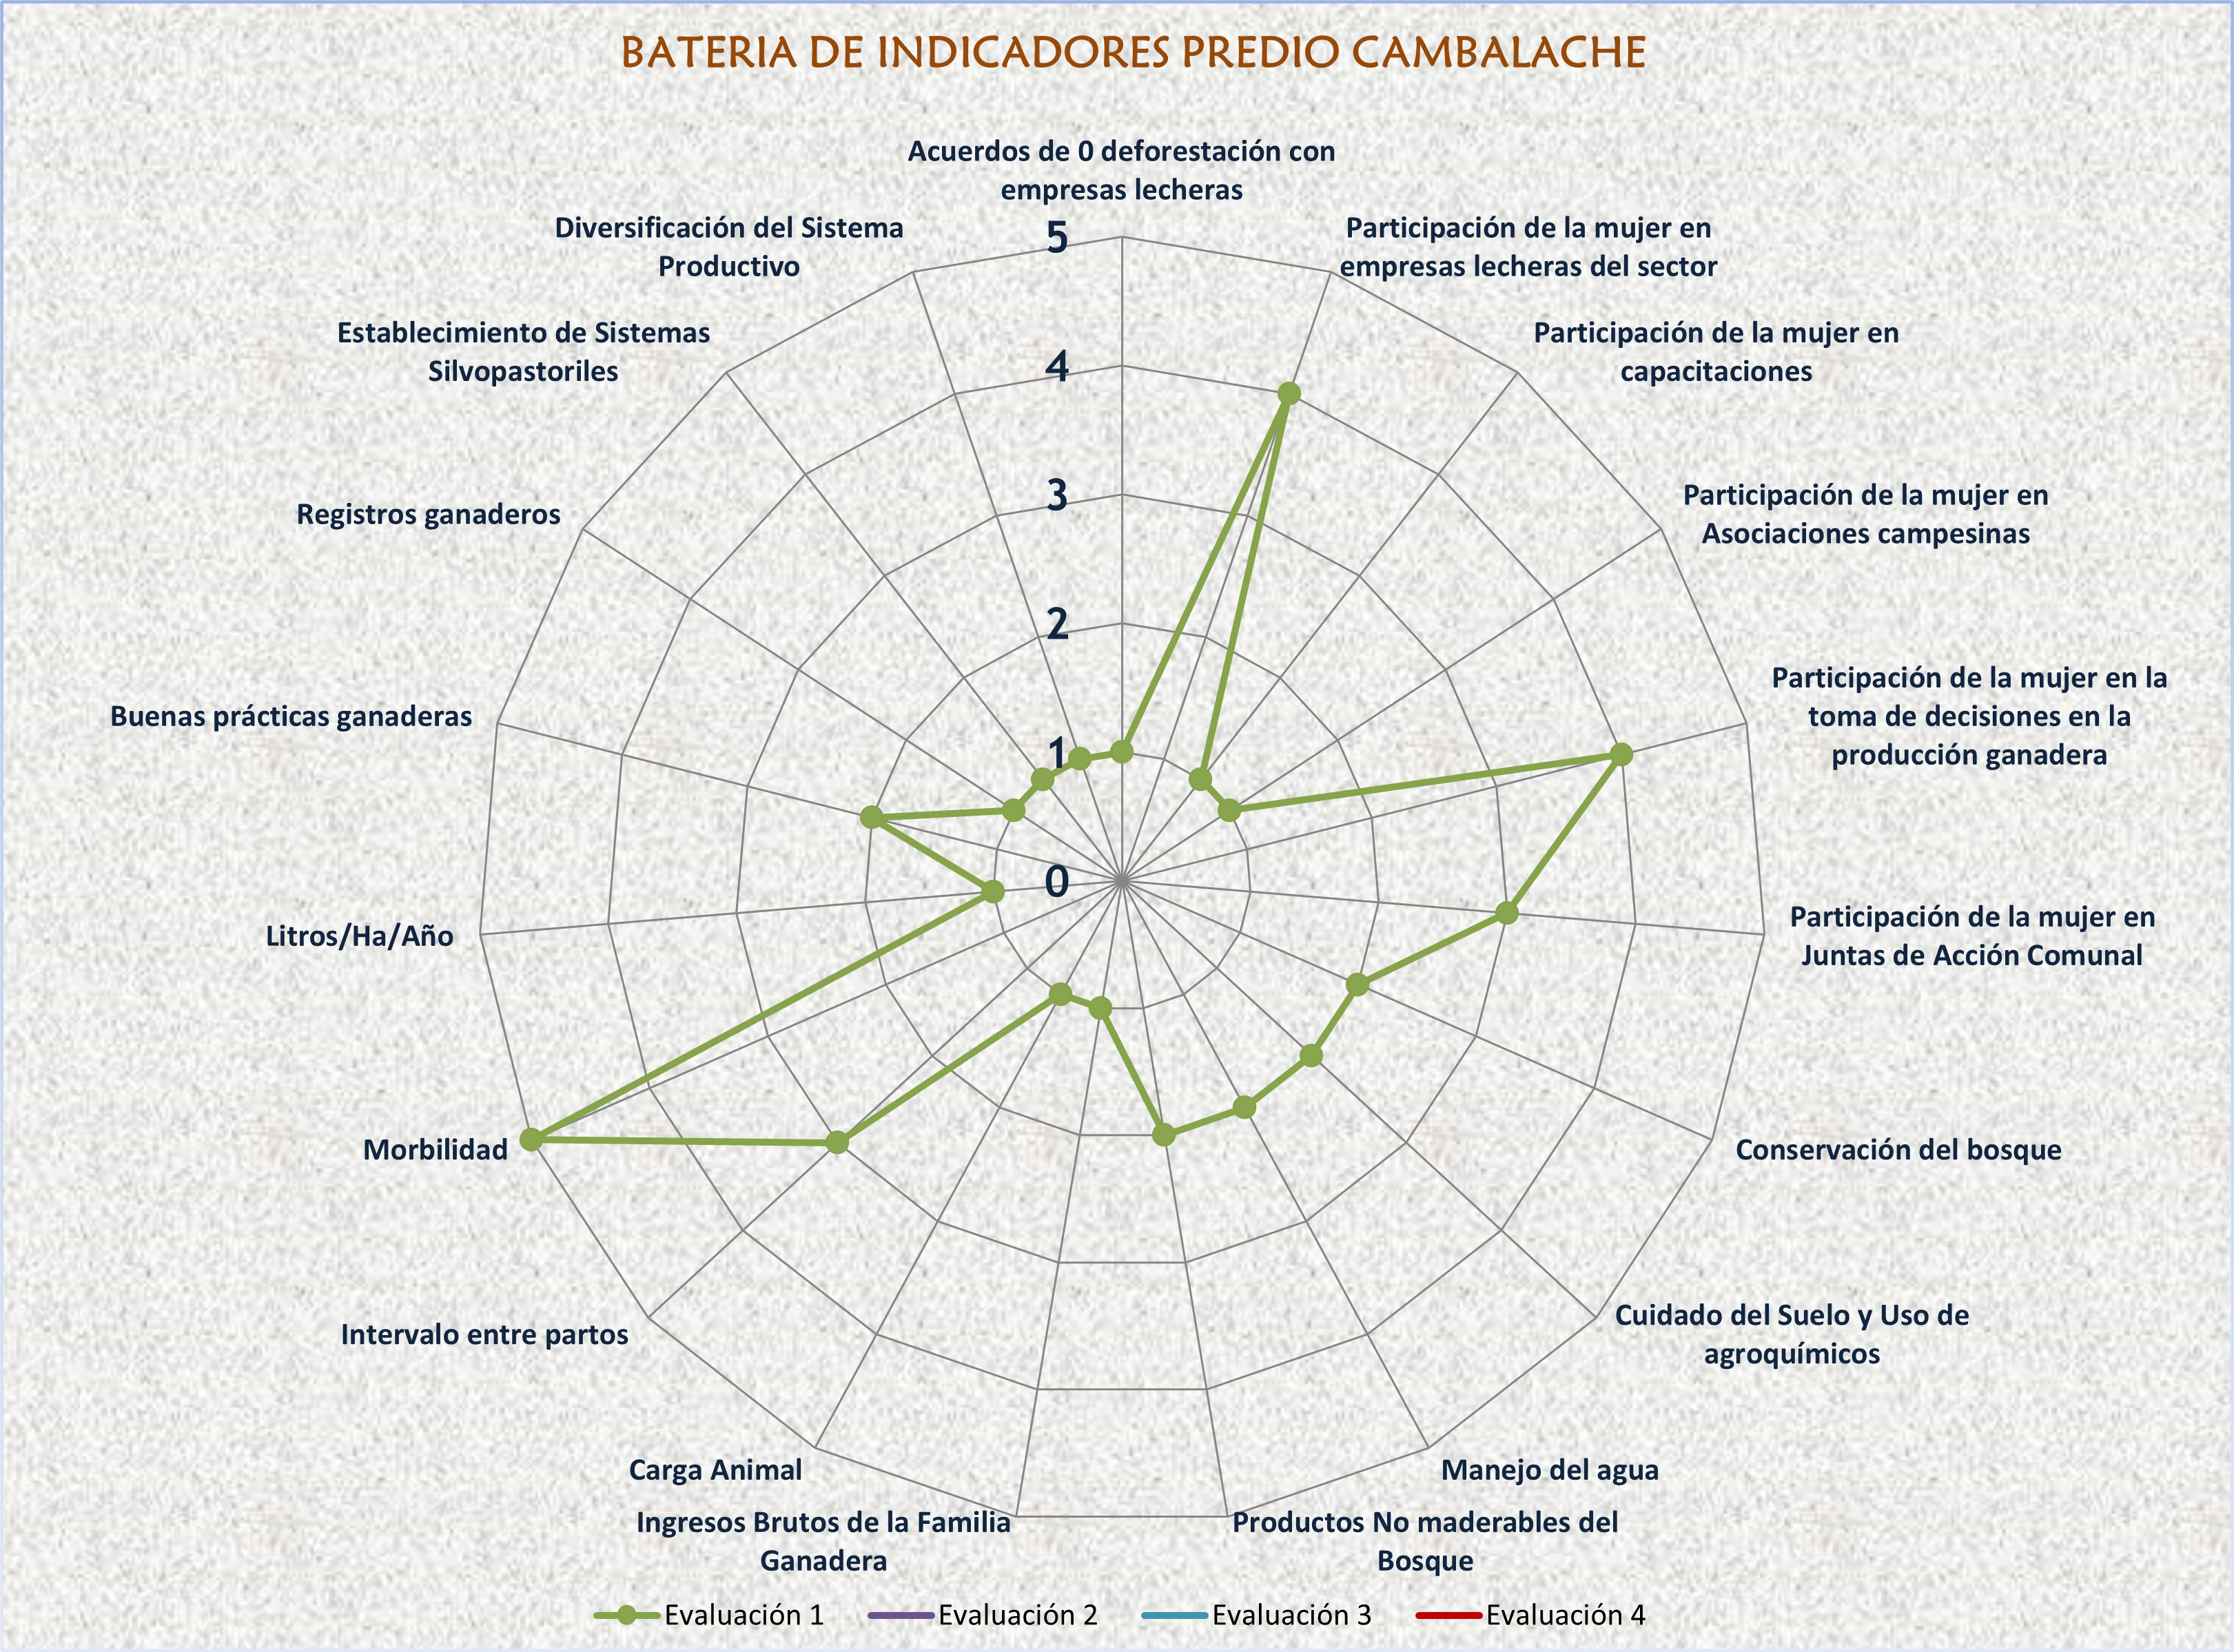 BATERIA DE INDICADORES PREDIO CAMBALACHE
Acuerdos de 0 deforestación con
empresas lecheras
Participación de la mujer en
empresas lecheras del sector
Participación de la mujer en
capacitaciones
Participación de la mujer en
Asociaciones campesinas
Participación de la mujer en la
toma de decisiones en la
producción ganadera
Participación de la mujer en
Juntas de Acción Comunal
Conservación del bosque
Cuidado del Suelo y Uso de
agroquímicos
Manejo del agua
Productos No maderables del
Bosque
Ingresos Brutos de la Familia
Ganadera
Carga Animal
Intervalo entre partos
Morbilidad
Litros/Ha/Año
Buenas prácticas ganaderas
Registros ganaderos
Establecimiento de Sistemas
Silvopastoriles
Diversificación del Sistema
Productivo
5
4
3
2
1
0
Evaluación 1
Evaluación 2
Evaluación 3
Evaluación 4